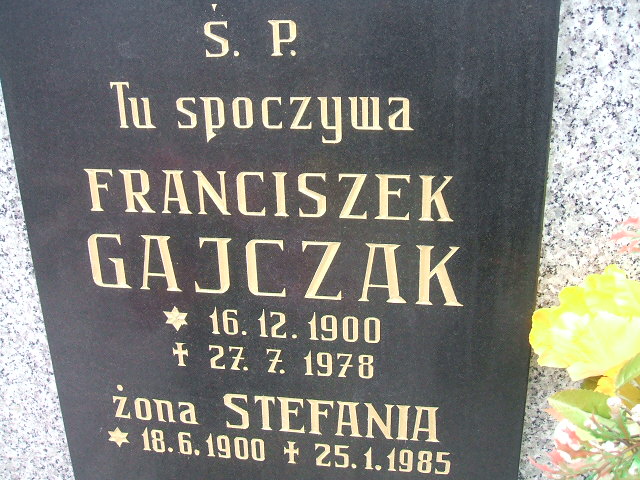 Ś. P.
Tu spoczywa
FRANCISZEK
GAJCZAK
✶ 16. 12. 1900
✝ 27. 7. 1978
żona STEFANIA
✶ 18. 6. 1900 ✝ 25. 1. 1985